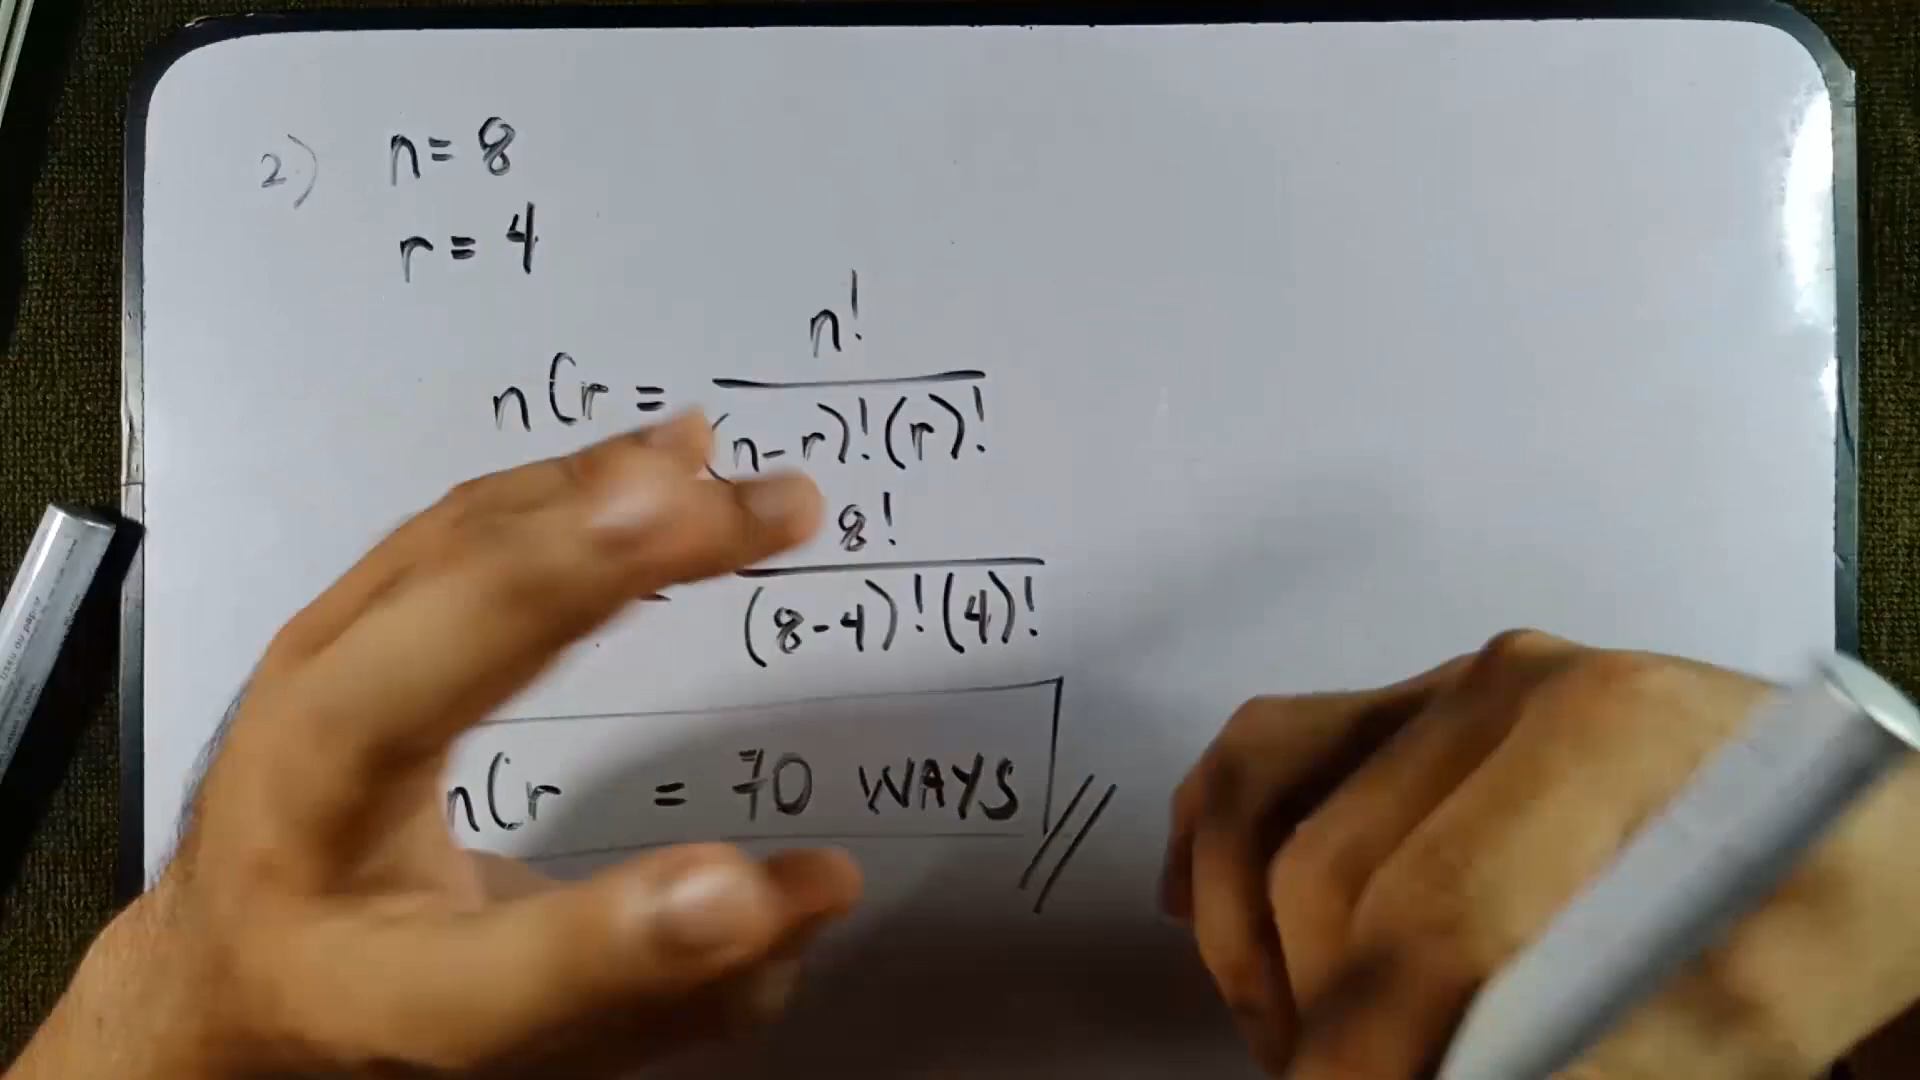 2) n = 8
r = 4
nCr = n!
(n-r)!(r)!
8!
(8-4)!(4)!
nCr = 70 WAYS